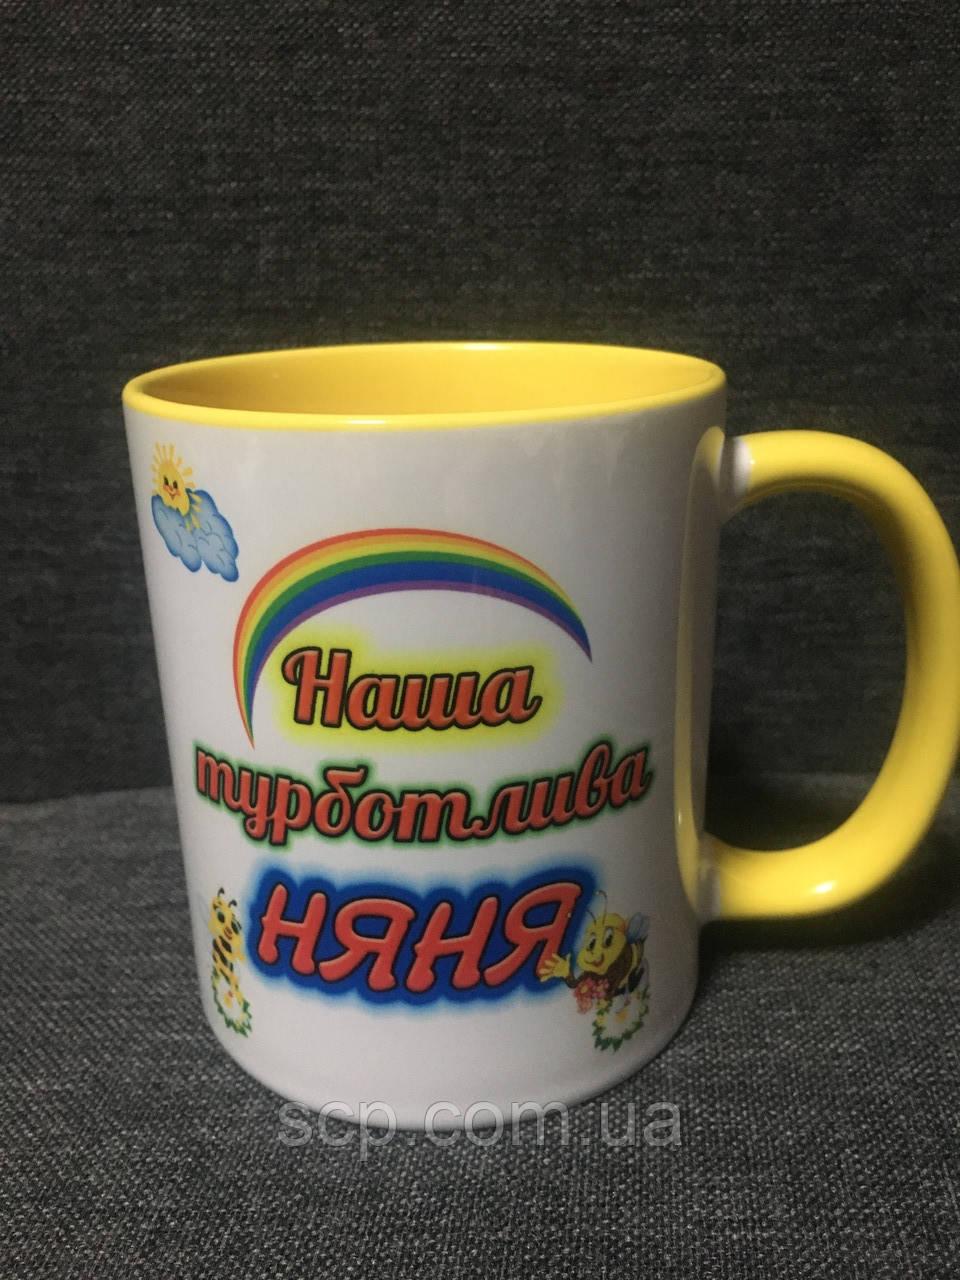 Наша
турботлива
НЯНЯ
scp.com.ua